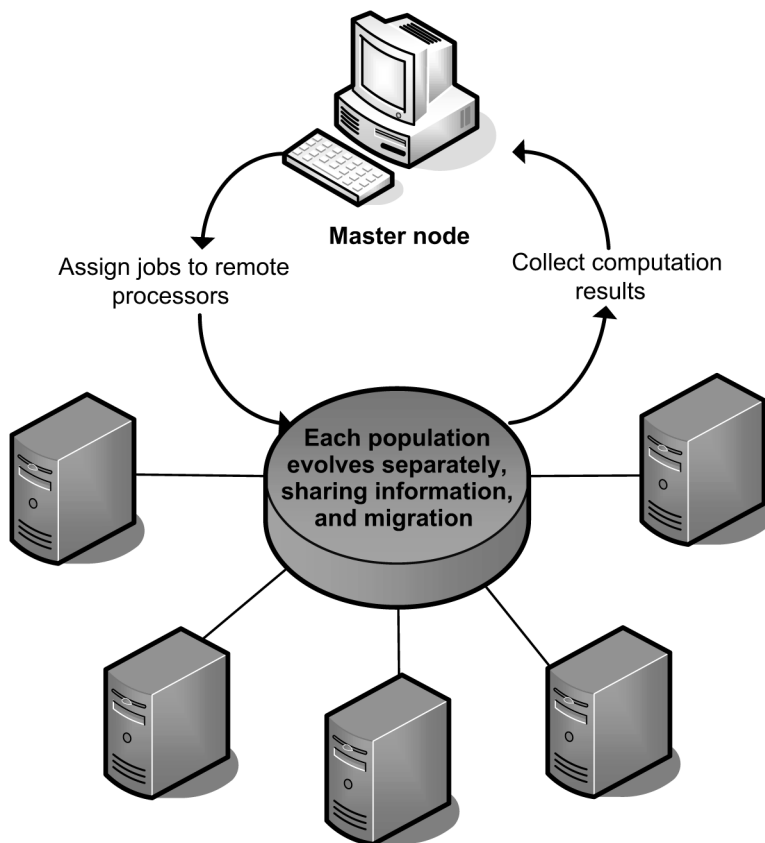 Master node
Assign jobs to remote
processors
Collect computation
results
Each population
evolves separately,
sharing information,
and migration